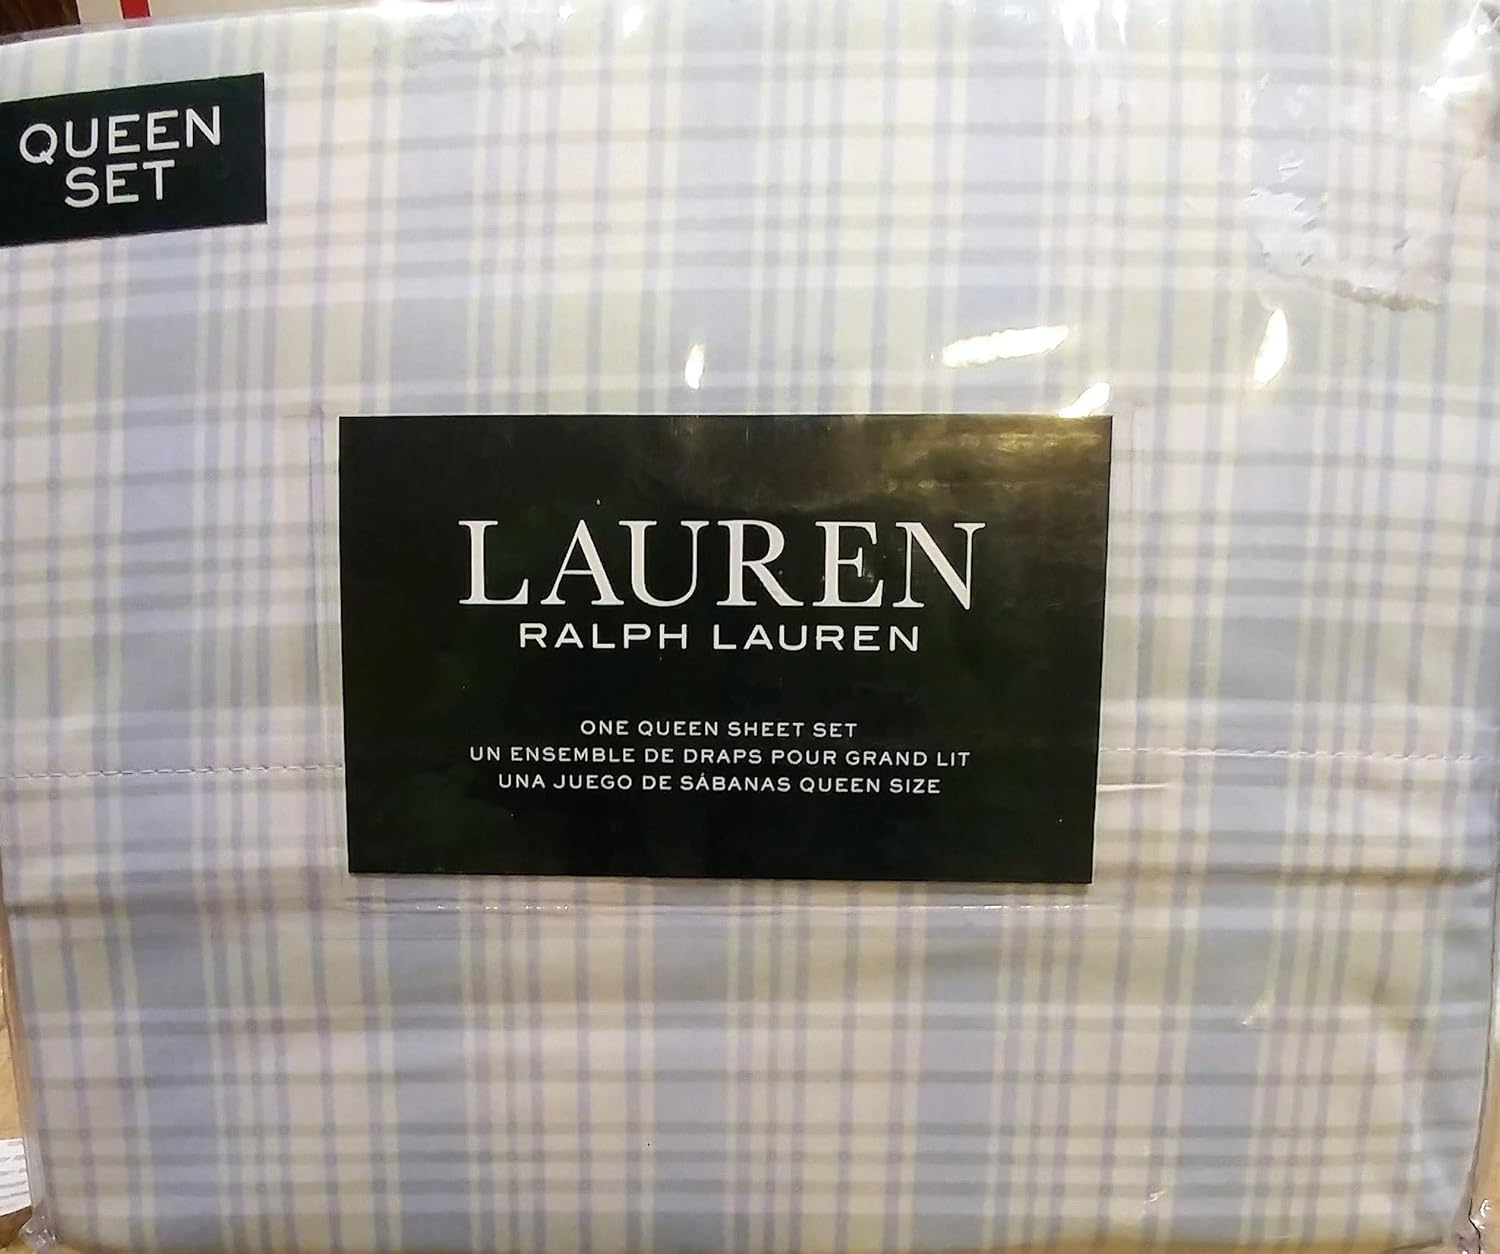 QUEEN
SET
LAUREN
RALPH LAUREN
ONE QUEEN SHEET SET
UN ENSEMBLE DE DRAPS POUR GRAND LIT
UNA JUEGO DE SÁBANAS QUEEN SIZE